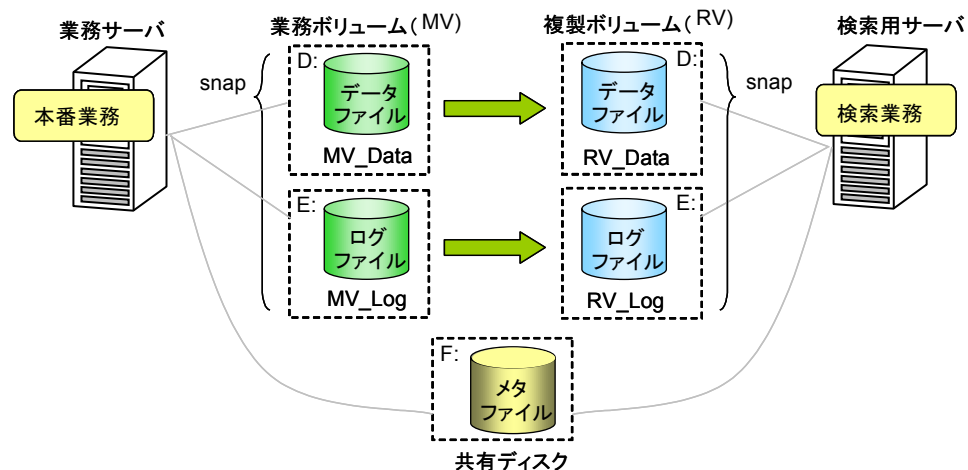 業務サーバ
業務ボリューム(MV)
複製ボリューム(RV)
検索用サーバ
本番業務
snap
D:
データ
ファイル
MV_Data
D:
データ
ファイル
RV_Data
snap
検索業務
E:
ログ
ファイル
MV_Log
E:
ログ
ファイル
RV_Log
F:
メタ
ファイル
共有ディスク